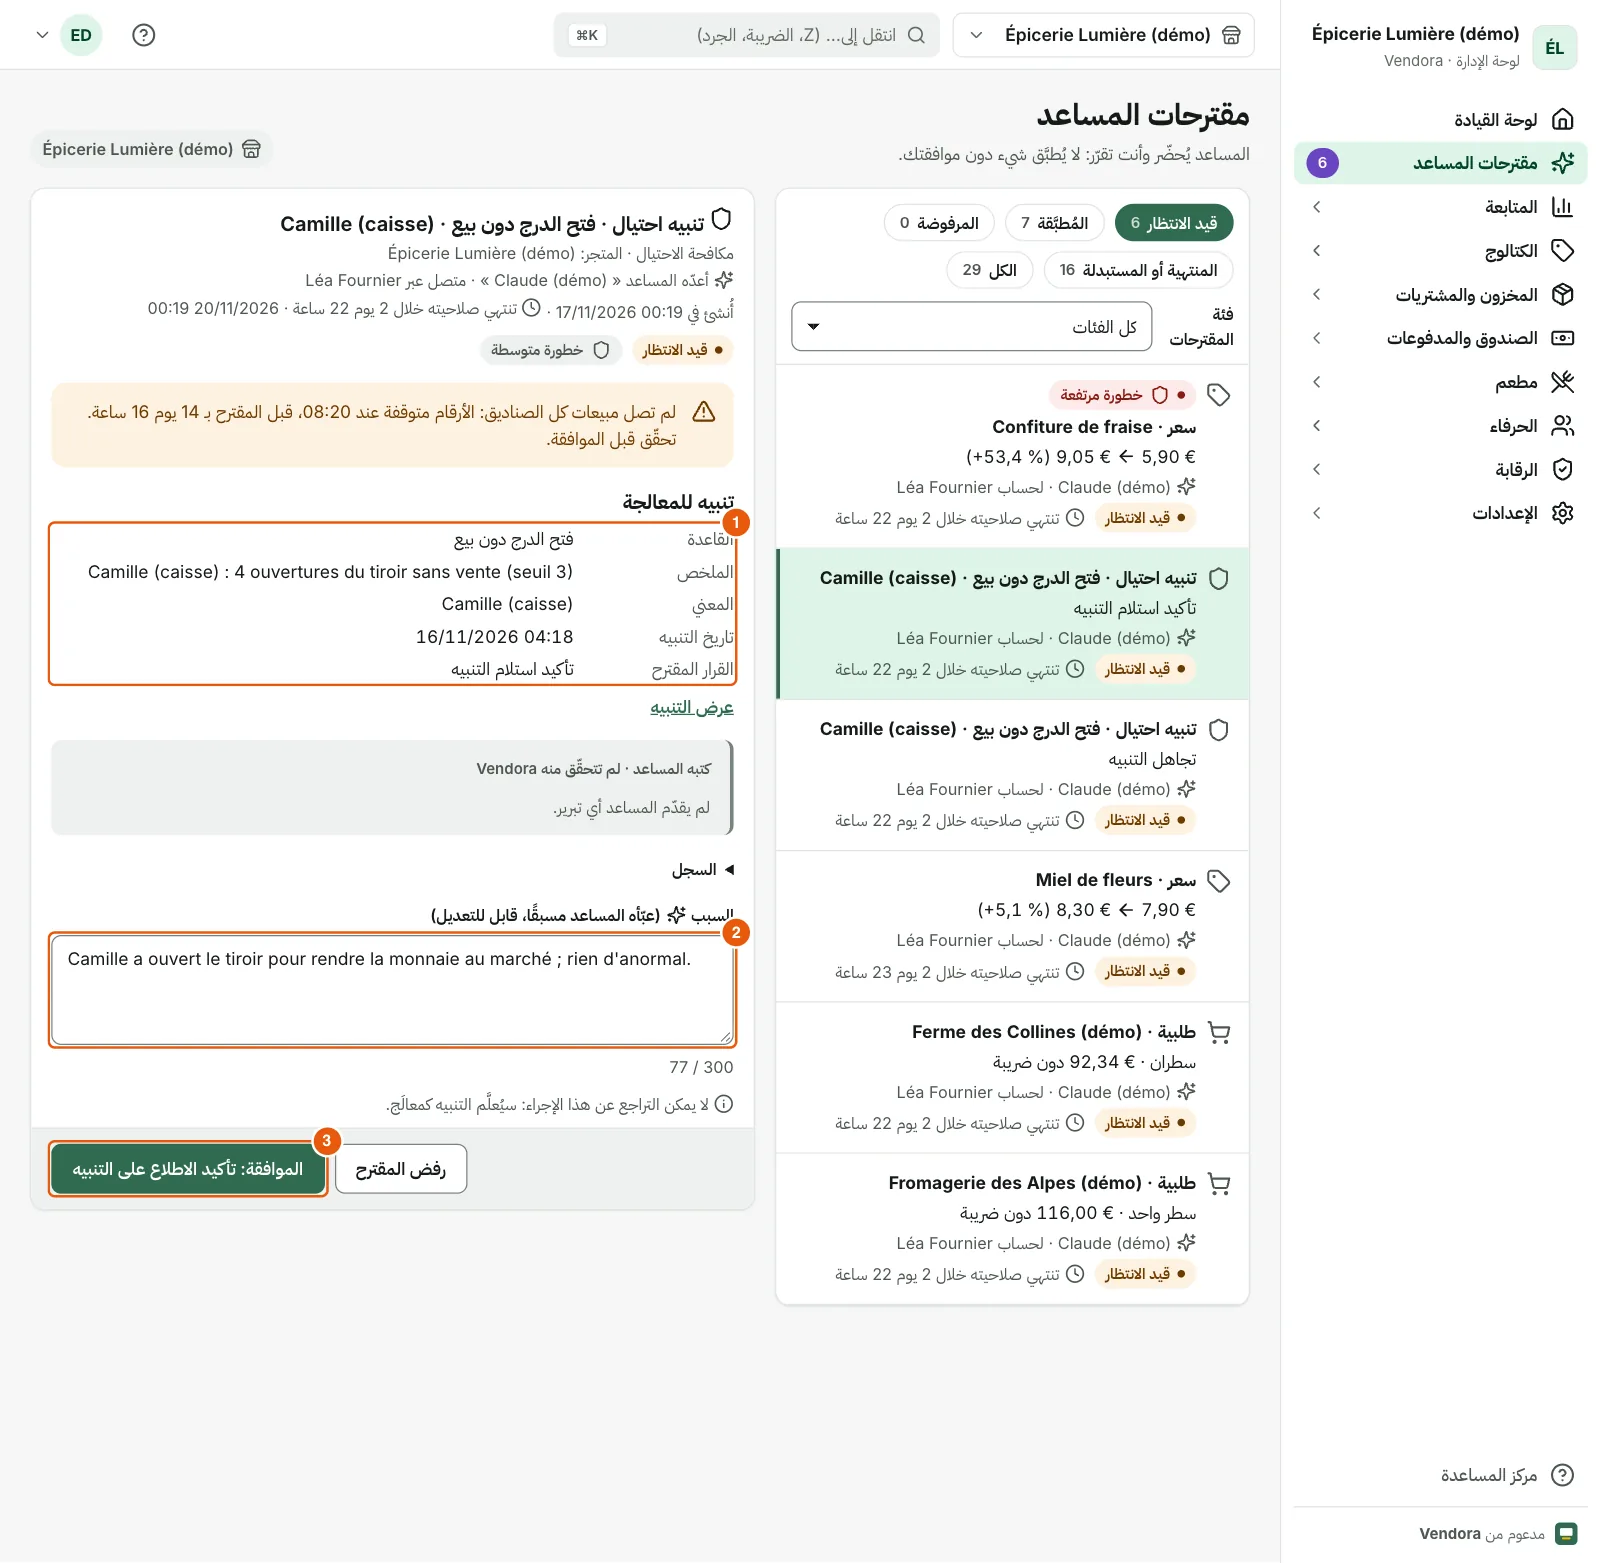 Épicerie Lumière (démo)
لوحة الإدارة · Vendora
ÉL
لوحة القيادة
مقترحات المساعد
6
المتابعة
الكتالوج
المخزون والمشتريات
الصندوق والمدفوعات
مطعم
الحرفاء
الرقابة
الإعدادات
مركز المساعدة
مدعوم من Vendora
Épicerie Lumière (démo)
انتقل إلى... (Z، الضريبة، الجرد)
⌘K
ED
مقترحات المساعد
المساعد يُحضّر وأنت تقرّر: لا يُطبَّق شيء دون موافقتك.
Épicerie Lumière (démo)
قيد الانتظار 6
المُطبَّقة 7
المرفوضة 0
المنتهية أو المستبدلة 16
الكل 29
فئة المقترحات
كل الفئات
خطورة مرتفعة
سعر · Confiture de fraise
5,90 € ← 9,05 € (+53,4 %)
Claude (démo) · لحساب Léa Fournier
قيد الانتظار
تنتهي صلاحيته خلال 2 يوم 22 ساعة
تنبيه احتيال · فتح الدرج دون بيع · Camille (caisse)
تأكيد استلام التنبيه
Claude (démo) · لحساب Léa Fournier
قيد الانتظار
تنتهي صلاحيته خلال 2 يوم 22 ساعة
تنبيه احتيال · فتح الدرج دون بيع · Camille (caisse)
تجاهل التنبيه
Claude (démo) · لحساب Léa Fournier
قيد الانتظار
تنتهي صلاحيته خلال 2 يوم 22 ساعة
سعر · Miel de fleurs
7,90 € ← 8,30 € (+5,1 %)
Claude (démo) · لحساب Léa Fournier
قيد الانتظار
تنتهي صلاحيته خلال 2 يوم 23 ساعة
طلبية · Ferme des Collines (démo)
سطران · 92,34 € دون ضريبة
Claude (démo) · لحساب Léa Fournier
قيد الانتظار
تنتهي صلاحيته خلال 2 يوم 22 ساعة
طلبية · Fromagerie des Alpes (démo)
سطر واحد · 116,00 € دون ضريبة
Claude (démo) · لحساب Léa Fournier
قيد الانتظار
تنتهي صلاحيته خلال 2 يوم 22 ساعة
تنبيه احتيال · فتح الدرج دون بيع · Camille (caisse)
مكافحة الاحتيال · المتجر: Épicerie Lumière (démo)
أعدّه المساعد « Claude (démo) » · متصل عبر Léa Fournier
أُنشئ في 17/11/2026 00:19 · تنتهي صلاحيته خلال 2 يوم 22 ساعة · 20/11/2026 00:19
قيد الانتظار
خطورة متوسطة
لم تصل مبيعات كل الصناديق: الأرقام متوقفة عند 08:20، قبل المقترح بـ 14 يوم 16 ساعة.
تحقّق قبل الموافقة.
تنبيه للمعالجة
1
القاعدة
فتح الدرج دون بيع
الملخص
Camille (caisse) : 4 ouvertures du tiroir sans vente (seuil 3)
المعني
Camille (caisse)
تاريخ التنبيه
16/11/2026 04:18
القرار المقترح
تأكيد استلام التنبيه
عرض التنبيه
كتبه المساعد · لم تتحقّق منه Vendora
لم يقدّم المساعد أي تبرير.
السجل
السبب (عبّأه المساعد مسبقًا، قابل للتعديل)
2
Camille a ouvert le tiroir pour rendre la monnaie au marché ; rien d'anormal.
77 / 300
لا يمكن التراجع عن هذا الإجراء: سيُعلَّم التنبيه كمعالَج.
رفض المقترح
3
الموافقة: تأكيد الاطلاع على التنبيه